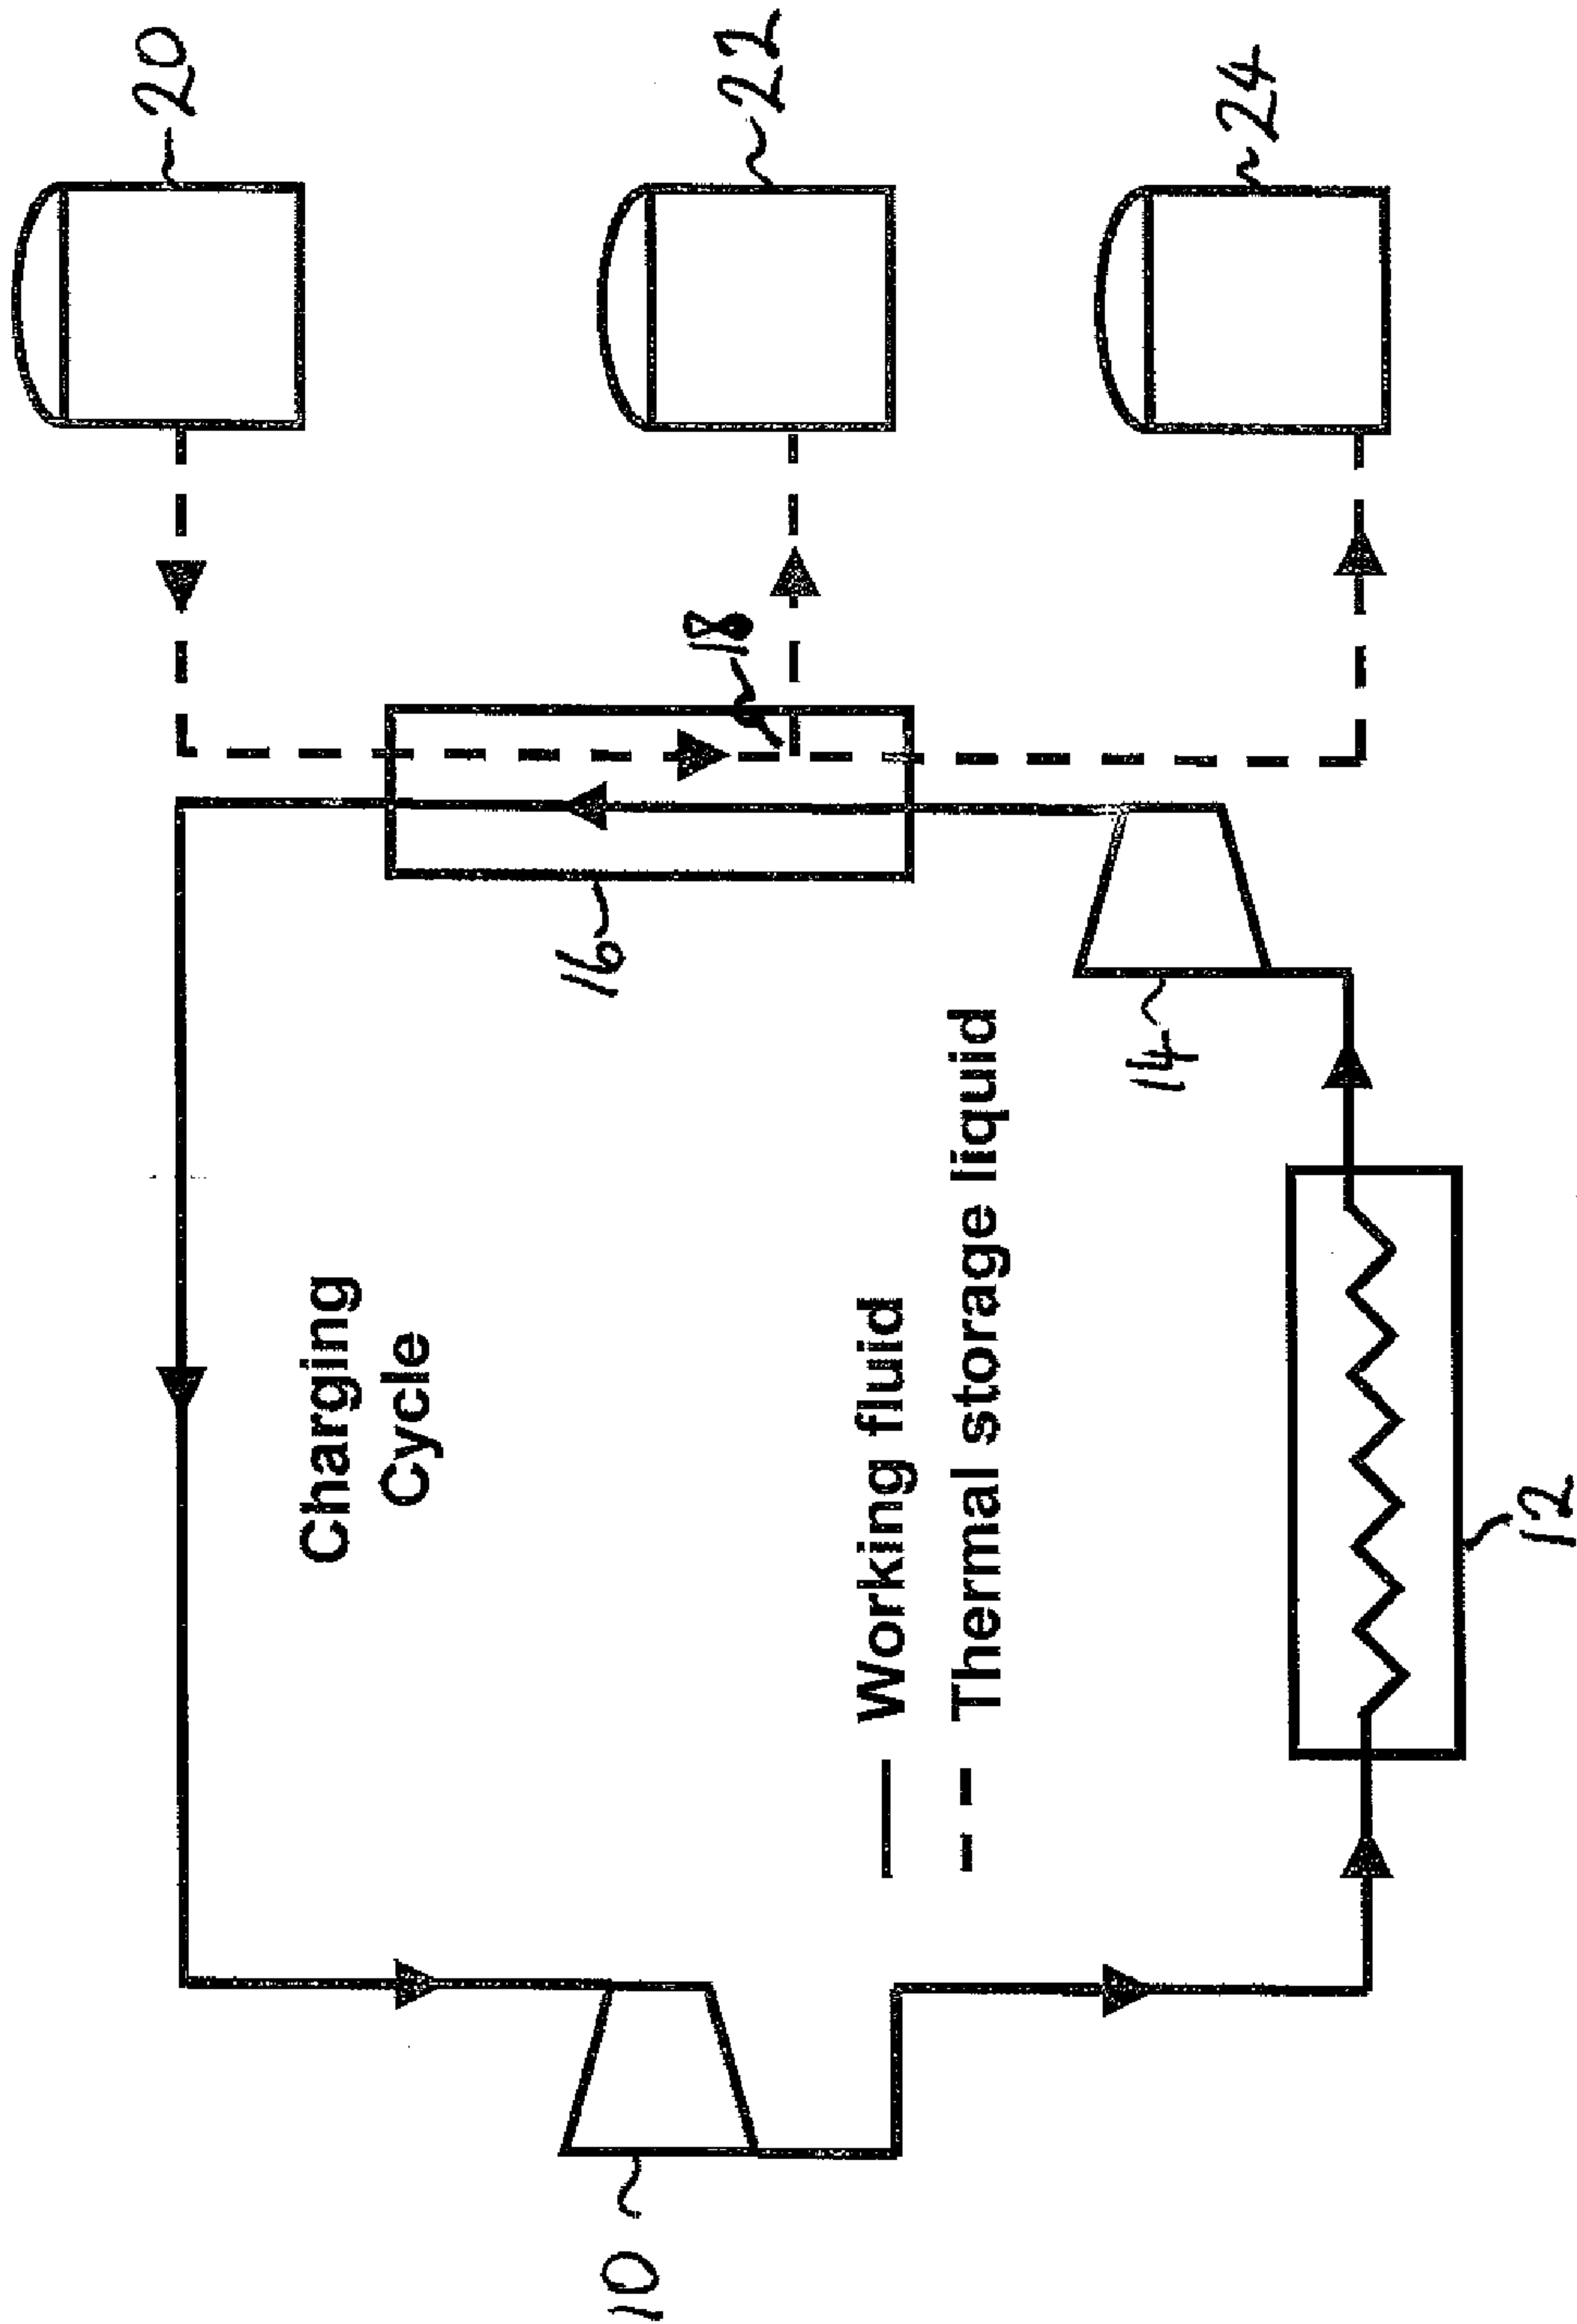 20
22
24
18
16
14
12
10
Charging
Cycle
Working fluid
Thermal storage liquid